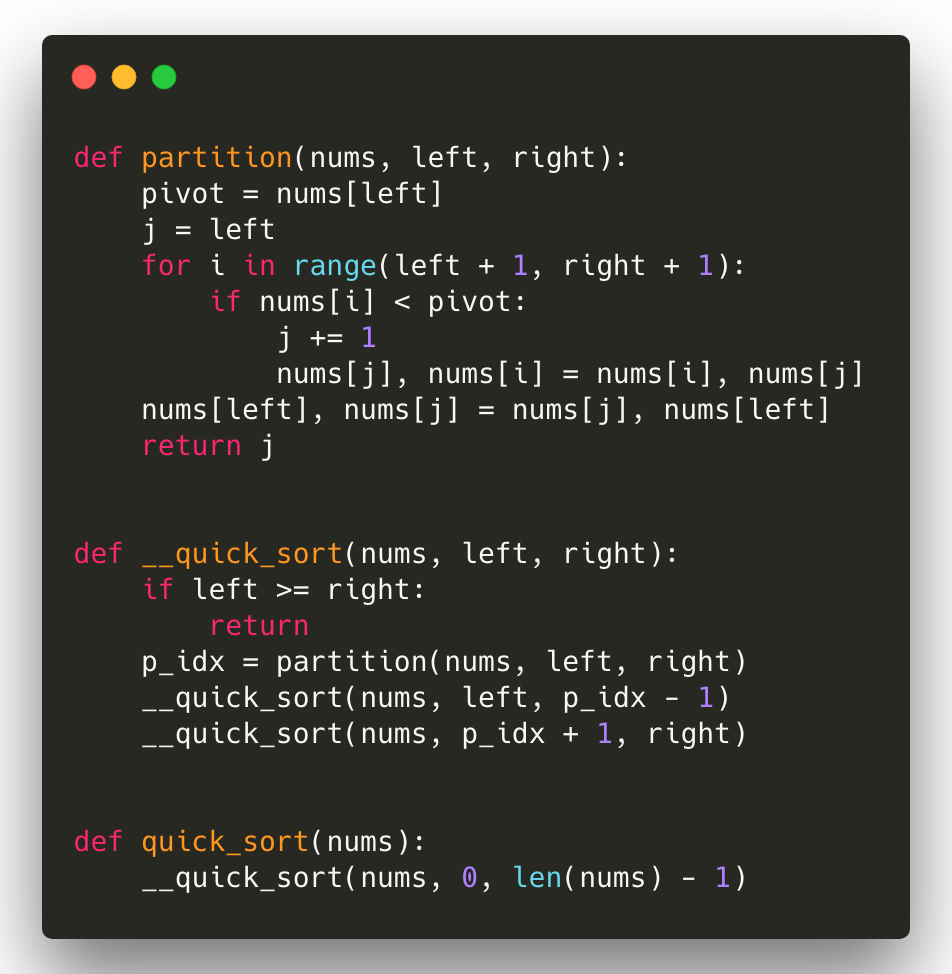 def partition(nums, left, right):
    pivot = nums[left]
    j = left
    for i in range(left + 1, right + 1):
        if nums[i] < pivot:
            j += 1
            nums[j], nums[i] = nums[i], nums[j]
    nums[left], nums[j] = nums[j], nums[left]
    return j
def __quick_sort(nums, left, right):
    if left >= right:
        return
    p_idx = partition(nums, left, right)
    __quick_sort(nums, left, p_idx - 1)
    __quick_sort(nums, p_idx + 1, right)
def quick_sort(nums):
    __quick_sort(nums, 0, len(nums) - 1)